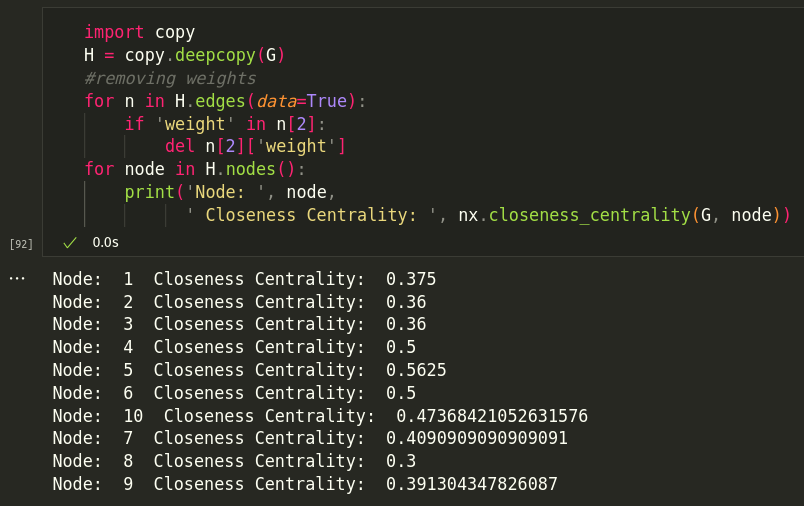 import copy
H = copy.deepcopy(G)
#removing weights
for n in H.edges(data=True):
    if 'weight' in n[2]:
        del n[2]['weight']
for node in H.nodes():
    print('Node: ', node,
          ' Closeness Centrality: ', nx.closeness_centrality(G, node))
[92] ✓ 0.0s
... Node:  1  Closeness Centrality:  0.375
Node:  2  Closeness Centrality:  0.36
Node:  3  Closeness Centrality:  0.36
Node:  4  Closeness Centrality:  0.5
Node:  5  Closeness Centrality:  0.5625
Node:  6  Closeness Centrality:  0.5
Node:  10  Closeness Centrality:  0.47368421052631576
Node:  7  Closeness Centrality:  0.4090909090909091
Node:  8  Closeness Centrality:  0.3
Node:  9  Closeness Centrality:  0.391304347826087